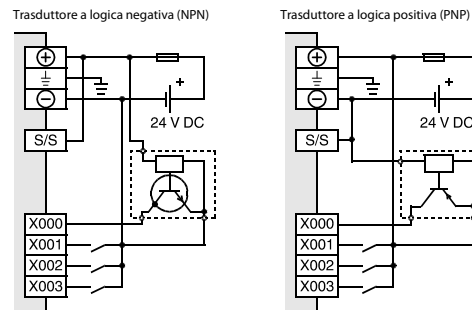 Trasduttore a logica negativa (NPN)
24 V DC
S/S
X000
X001
X002
X003
Trasduttore a logica positiva (PNP)
24 V DC
S/S
X000
X001
X002
X003